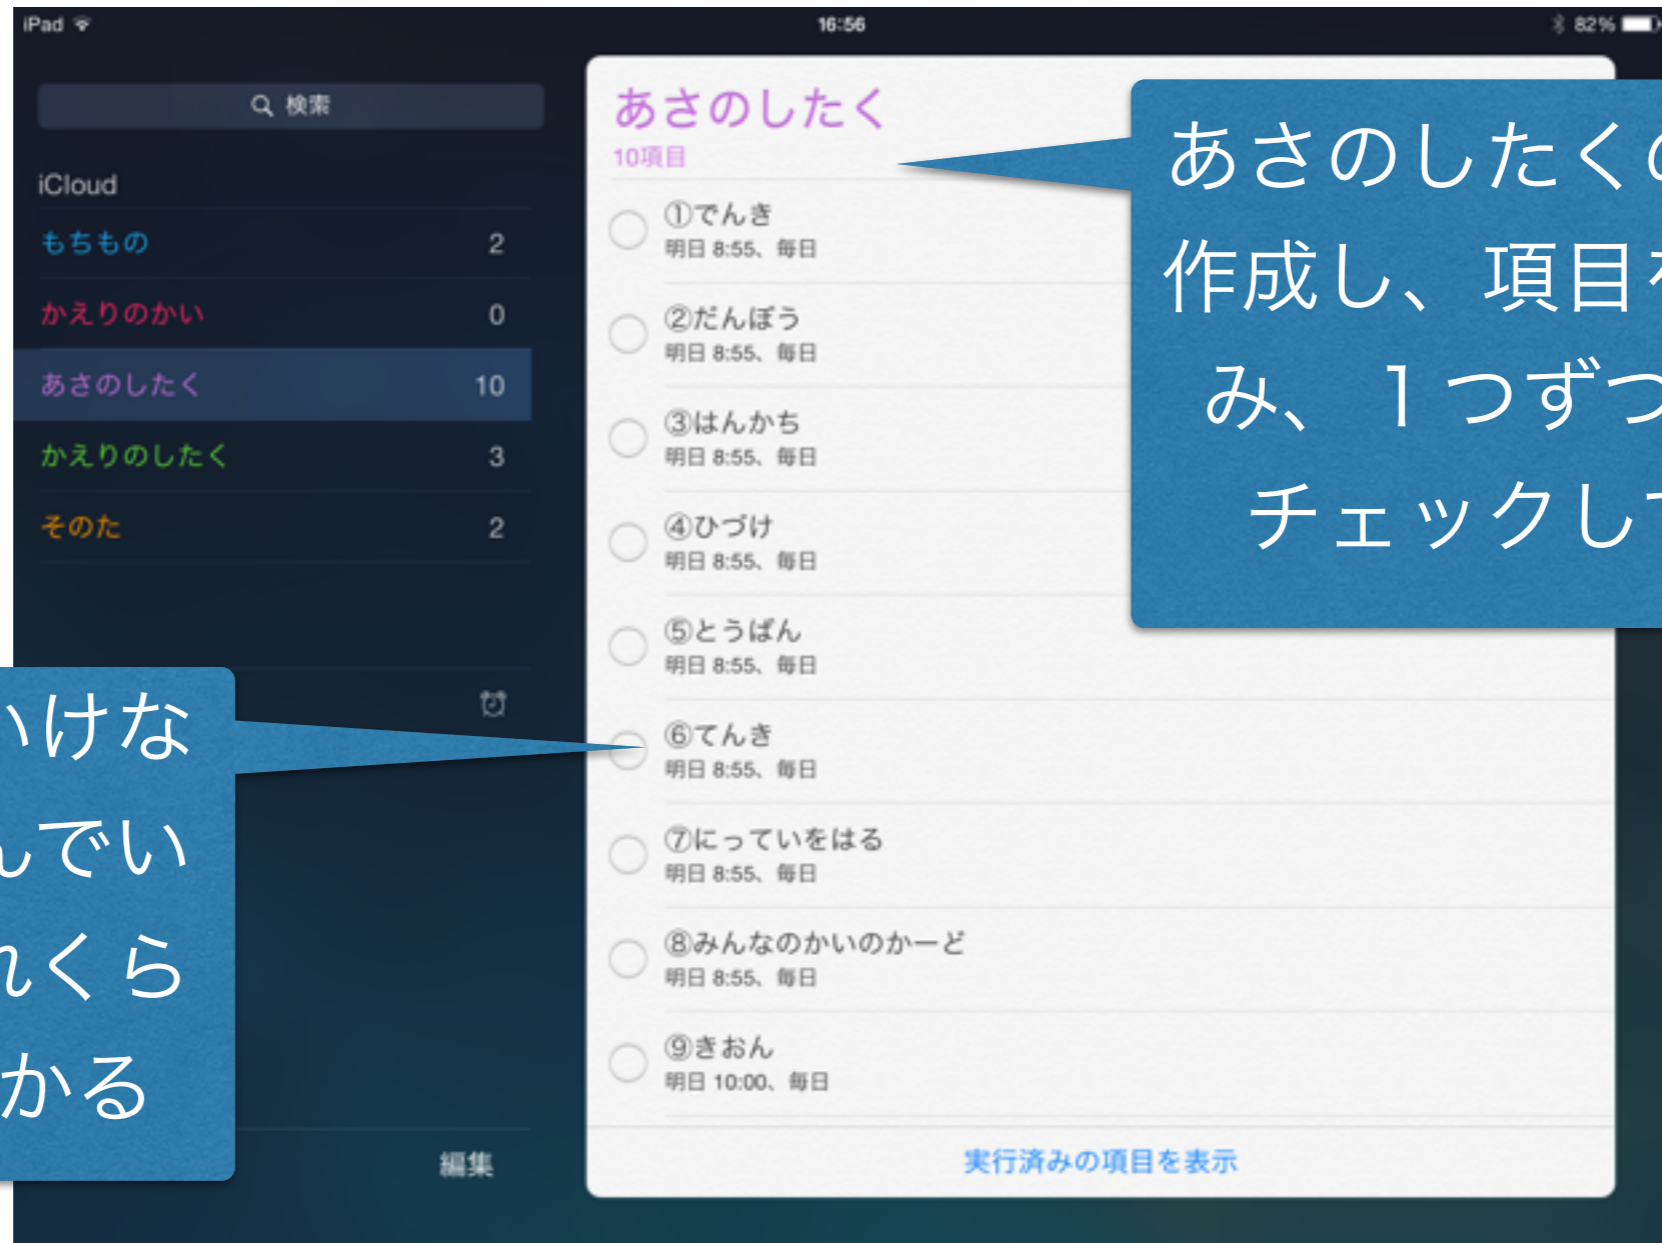 iPad
16:56
82%
検索
iCloud
もちもの 2
かえりのかい 0
あさのしたく 10
かえりのしたく 3
そのた 2
編集
あさのしたく
10項目
①でんき
明日 8:55、毎日
②だんぼう
明日 8:55、毎日
③はんかち
明日 8:55、毎日
④ひづけ
明日 8:55、毎日
⑤とうばん
明日 8:55、毎日
⑥てんき
明日 8:55、毎日
⑦にっていをはる
明日 8:55、毎日
⑧みんなのかいのかーど
明日 8:55、毎日
⑨きおん
明日 10:00、毎日
実行済みの項目を表示
あさのしたく
作成し、項目
み、１つずつ
チェックし
いけな
んでい
れくら
かる